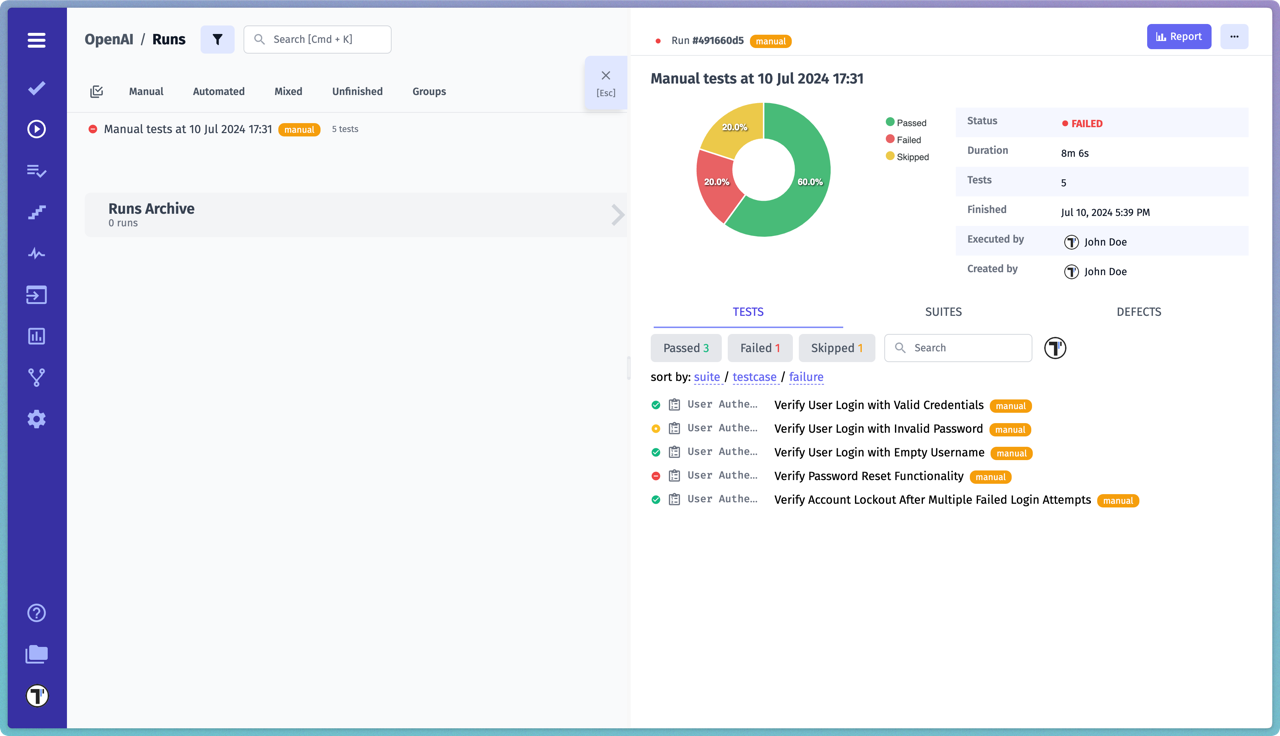 OpenAI / Runs
Search [Cmd + K]
[Esc]
Manual Automated Mixed Unfinished Groups
Manual tests at 10 Jul 2024 17:31 manual 5 tests
Runs Archive
0 runs
Run #491660d5 manual
Report
Manual tests at 10 Jul 2024 17:31
20.0%
20.0%
60.0%
Passed
Failed
Skipped
Status FAILED
Duration 8m 6s
Tests 5
Finished Jul 10, 2024 5:39 PM
Executed by John Doe
Created by John Doe
TESTS SUITES DEFECTS
Passed 3 Failed 1 Skipped 1 Search
sort by: suite / testcase / failure
User Authe… Verify User Login with Valid Credentials manual
User Authe… Verify User Login with Invalid Password manual
User Authe… Verify User Login with Empty Username manual
User Authe… Verify Password Reset Functionality manual
User Authe… Verify Account Lockout After Multiple Failed Login Attempts manual